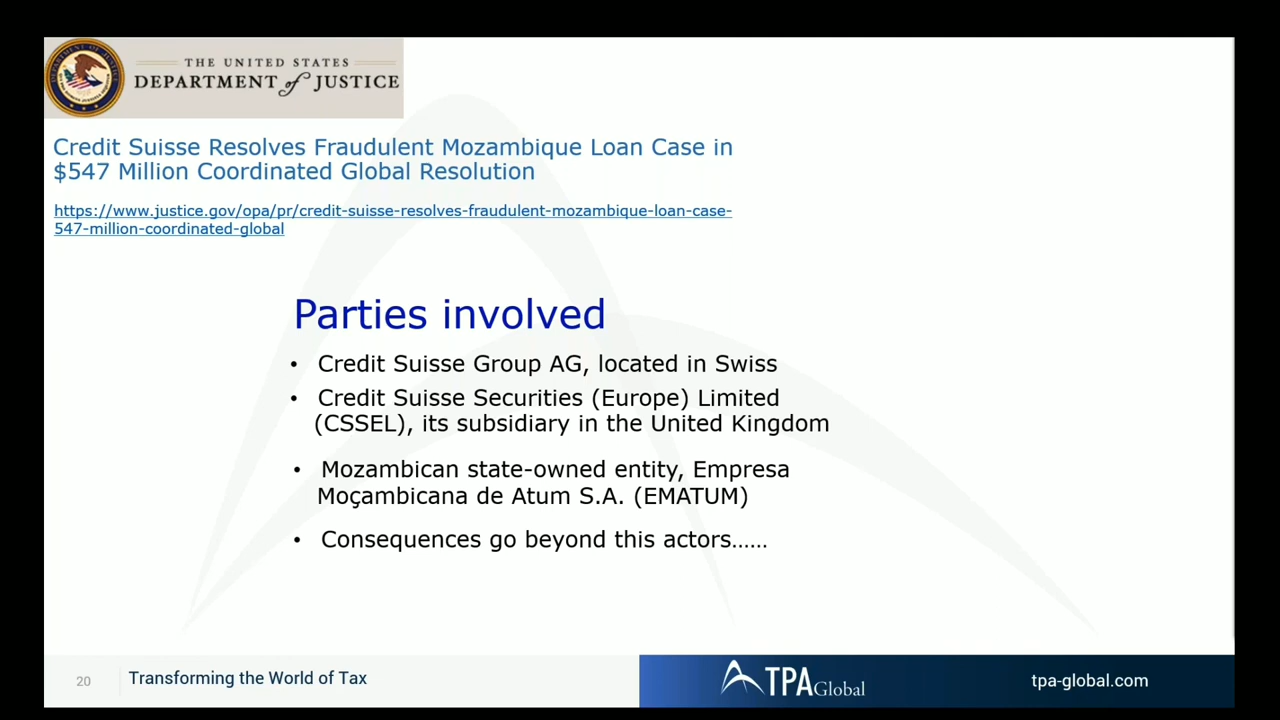 THE UNITED STATES
DEPARTMENT of JUSTICE
Credit Suisse Resolves Fraudulent Mozambique Loan Case in
$547 Million Coordinated Global Resolution
https://www.justice.gov/opa/pr/credit-suisse-resolves-fraudulent-mozambique-loan-case-
547-million-coordinated-global
Parties involved
• Credit Suisse Group AG, located in Swiss
• Credit Suisse Securities (Europe) Limited
(CSSEL), its subsidiary in the United Kingdom
• Mozambican state-owned entity, Empresa
Moçambicana de Atum S.A. (EMATUM)
• Consequences go beyond this actors......
20
Transforming the World of Tax
TPA Global
tpa-global.com